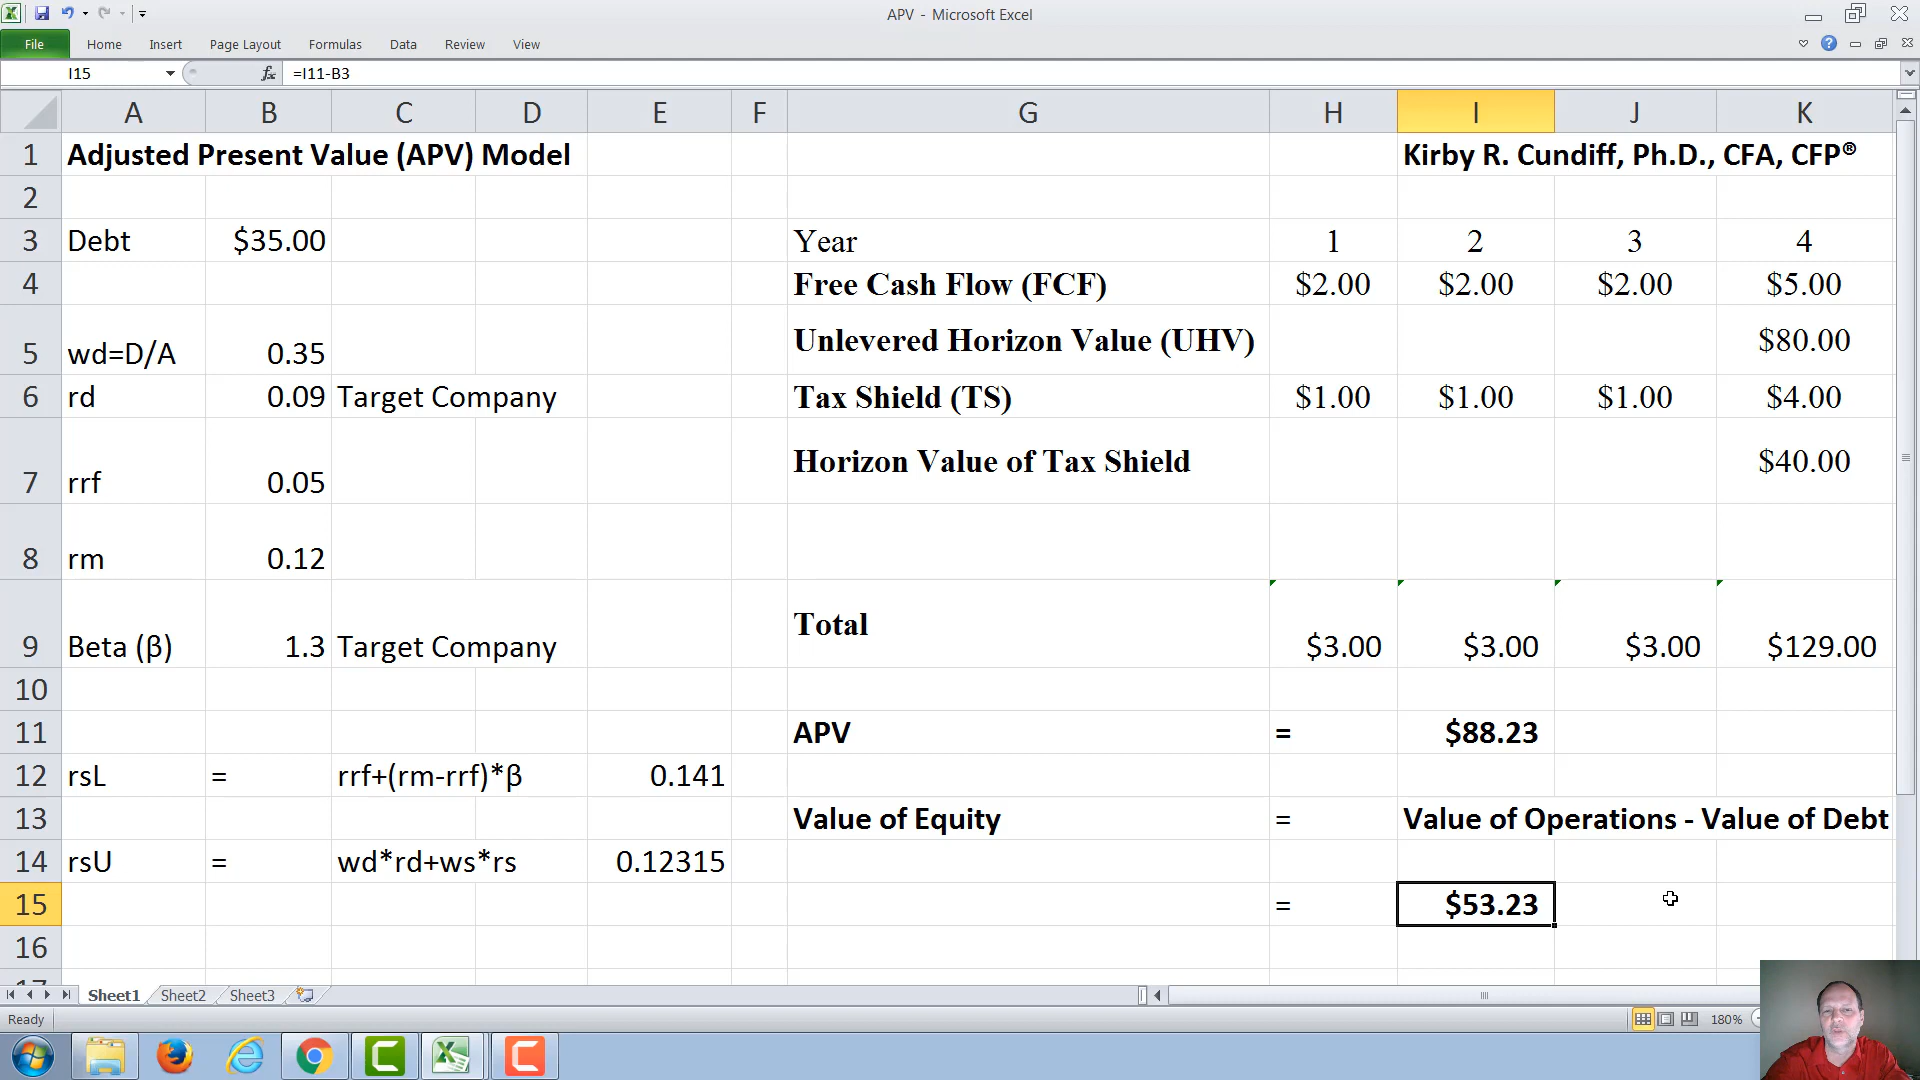 APV - Microsoft Excel
File Home Insert Page Layout Formulas Data Review View
I15 fx =I11-B3
A B C D E F G H I J K
1 Adjusted Present Value (APV) Model Kirby R. Cundiff, Ph.D., CFA, CFP®
2
3 Debt $35.00 Year 1 2 3 4
4 Free Cash Flow (FCF) $2.00 $2.00 $2.00 $5.00
5 wd=D/A 0.35 Unlevered Horizon Value (UHV) $80.00
6 rd 0.09 Target Company Tax Shield (TS) $1.00 $1.00 $1.00 $4.00
7 rrf 0.05 Horizon Value of Tax Shield $40.00
8 rm 0.12
9 Beta (β) 1.3 Target Company Total $3.00 $3.00 $3.00 $129.00
10
11 APV = $88.23
12 rsL = rrf+(rm-rrf)*β 0.141
13 Value of Equity = Value of Operations - Value of Debt
14 rsU = wd*rd+ws*rs 0.12315
15 = $53.23
16
17
Sheet1 Sheet2 Sheet3
Ready 180%